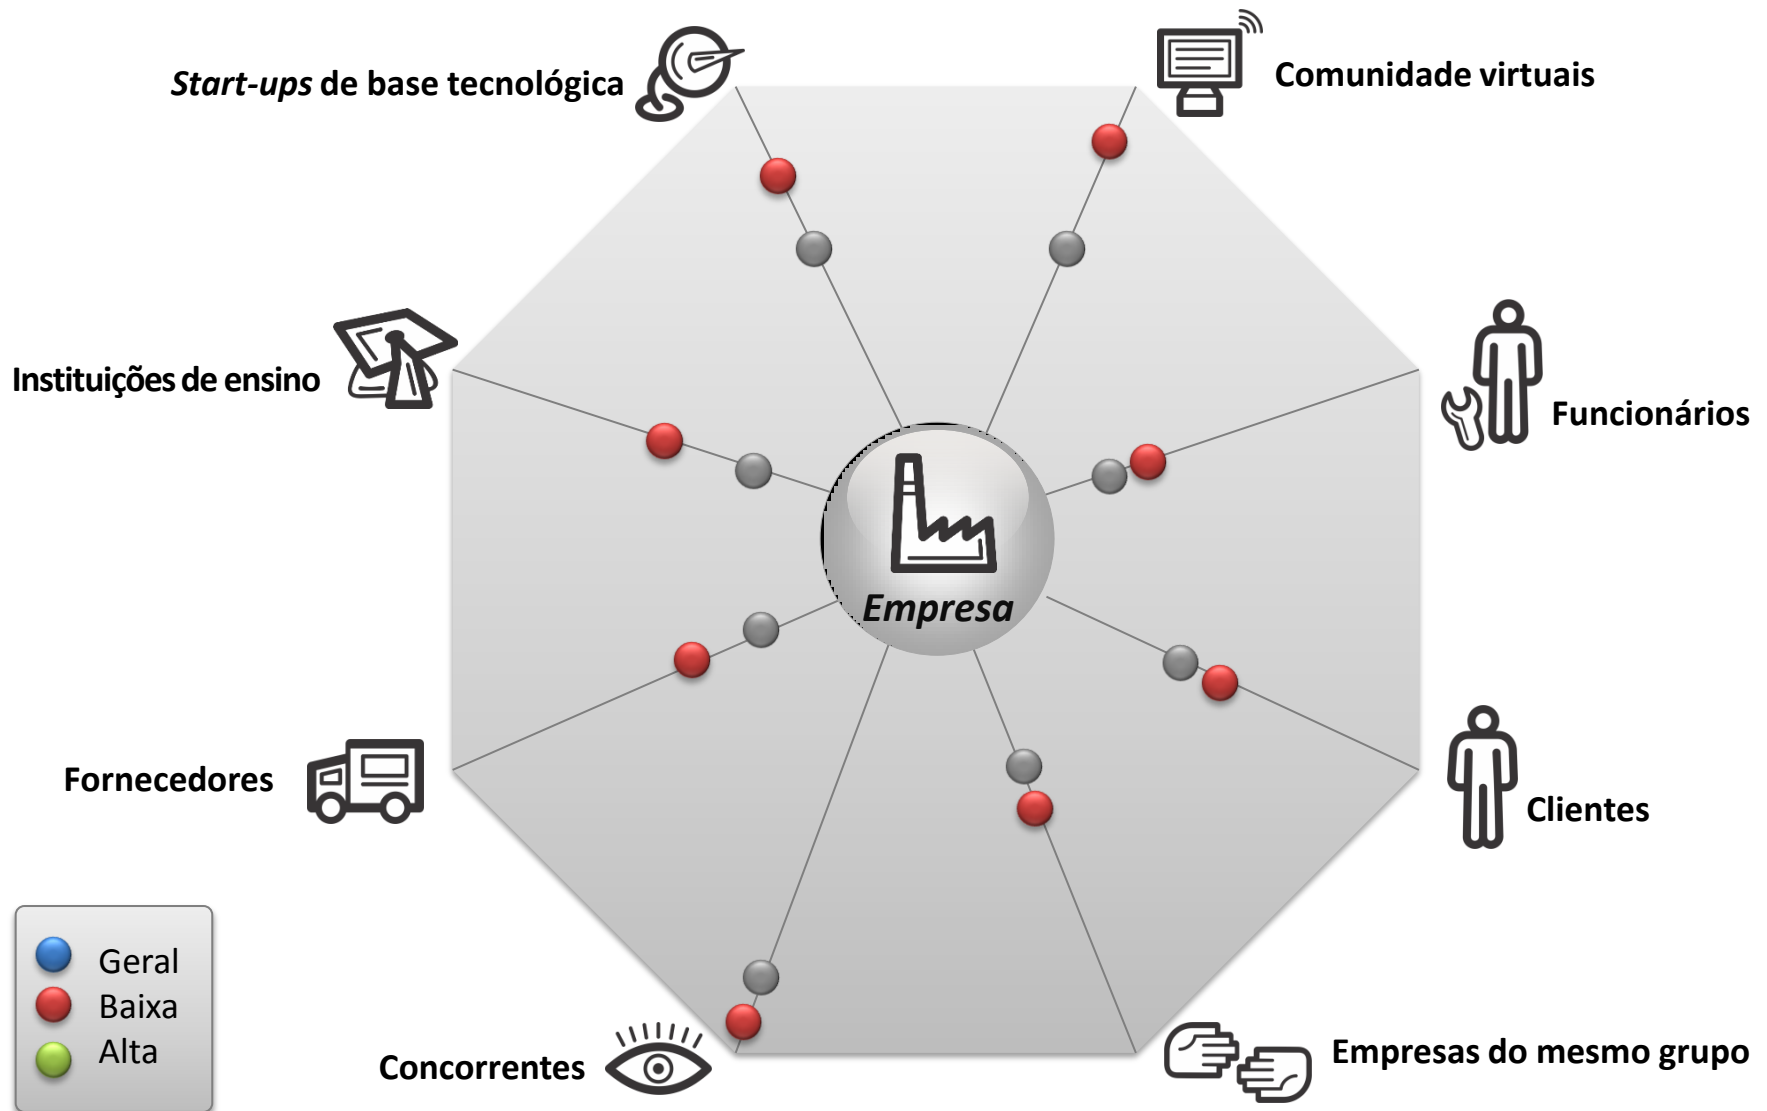 Start-ups de base tecnológica
Comunidade virtuais
Instituições de ensino
Funcionários
Empresa
Fornecedores
Clientes
Concorrentes
Empresas do mesmo grupo
Geral
Baixa
Alta